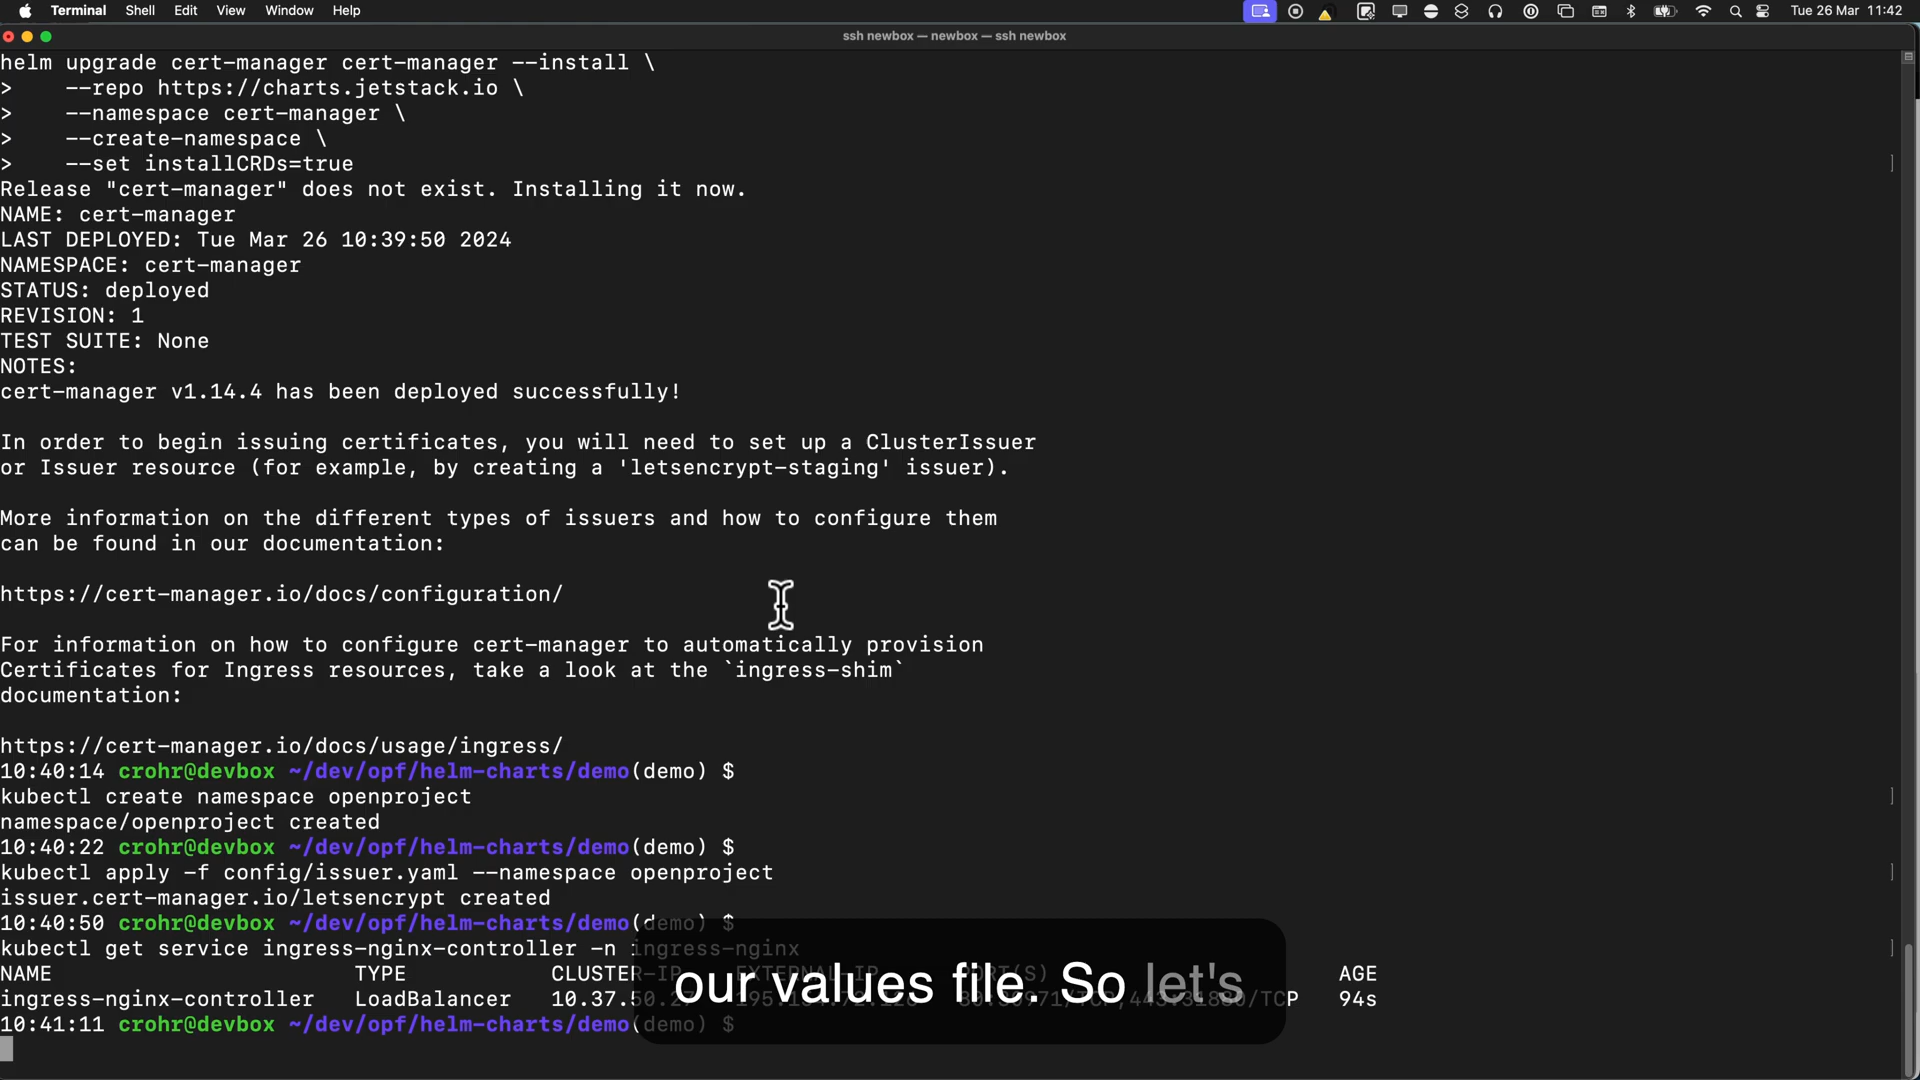 Terminal Shell Edit View Window Help Tue 26 Mar 11:42
ssh newbox — newbox — ssh newbox
helm upgrade cert-manager cert-manager --install \
> --repo https://charts.jetstack.io \
> --namespace cert-manager \
> --create-namespace \
> --set installCRDs=true ]
Release "cert-manager" does not exist. Installing it now.
NAME: cert-manager
LAST DEPLOYED: Tue Mar 26 10:39:50 2024
NAMESPACE: cert-manager
STATUS: deployed
REVISION: 1
TEST SUITE: None
NOTES:
cert-manager v1.14.4 has been deployed successfully!
In order to begin issuing certificates, you will need to set up a ClusterIssuer
or Issuer resource (for example, by creating a 'letsencrypt-staging' issuer).
More information on the different types of issuers and how to configure them
can be found in our documentation:
https://cert-manager.io/docs/configuration/
For information on how to configure cert-manager to automatically provision
Certificates for Ingress resources, take a look at the `ingress-shim`
documentation:
https://cert-manager.io/docs/usage/ingress/
10:40:14 crohr@devbox ~/dev/opf/helm-charts/demo(demo) $
kubectl create namespace openproject ]
namespace/openproject created
10:40:22 crohr@devbox ~/dev/opf/helm-charts/demo(demo) $
kubectl apply -f config/issuer.yaml --namespace openproject ]
issuer.cert-manager.io/letsencrypt created
10:40:50 crohr@devbox ~/dev/opf/helm-charts/demo(demo) $
kubectl get service ingress-nginx-controller -n ingress-nginx ]
NAME TYPE CLUSTER-IP EXTERNAL-IP PORT(S) AGE
ingress-nginx-controller LoadBalancer TCP 94s
10:41:11 crohr@devbox ~/dev/opf/helm-charts/demo(demo) $
our values file. So let's